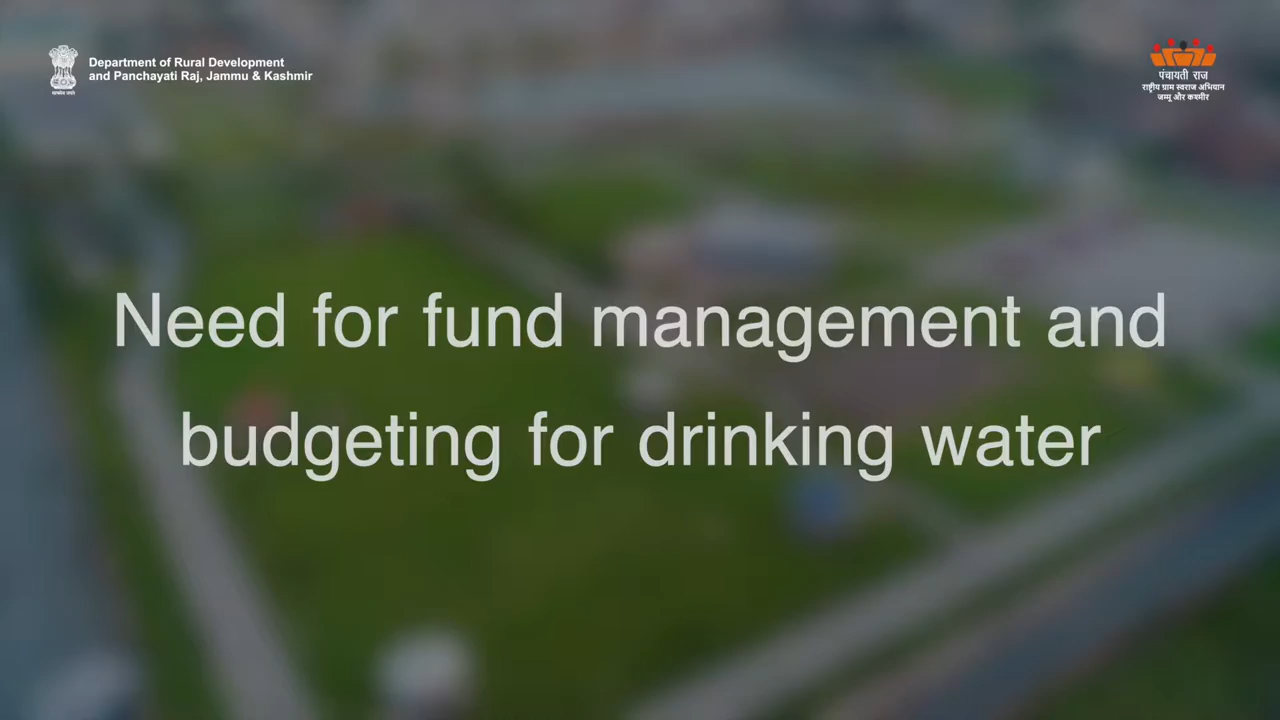 Department of Rural Development
and Panchayati Raj, Jammu & Kashmir
पंचायती राज
राष्ट्रीय ग्राम स्वराज अभियान
जम्मू और कश्मीर
Need for fund management and
budgeting for drinking water